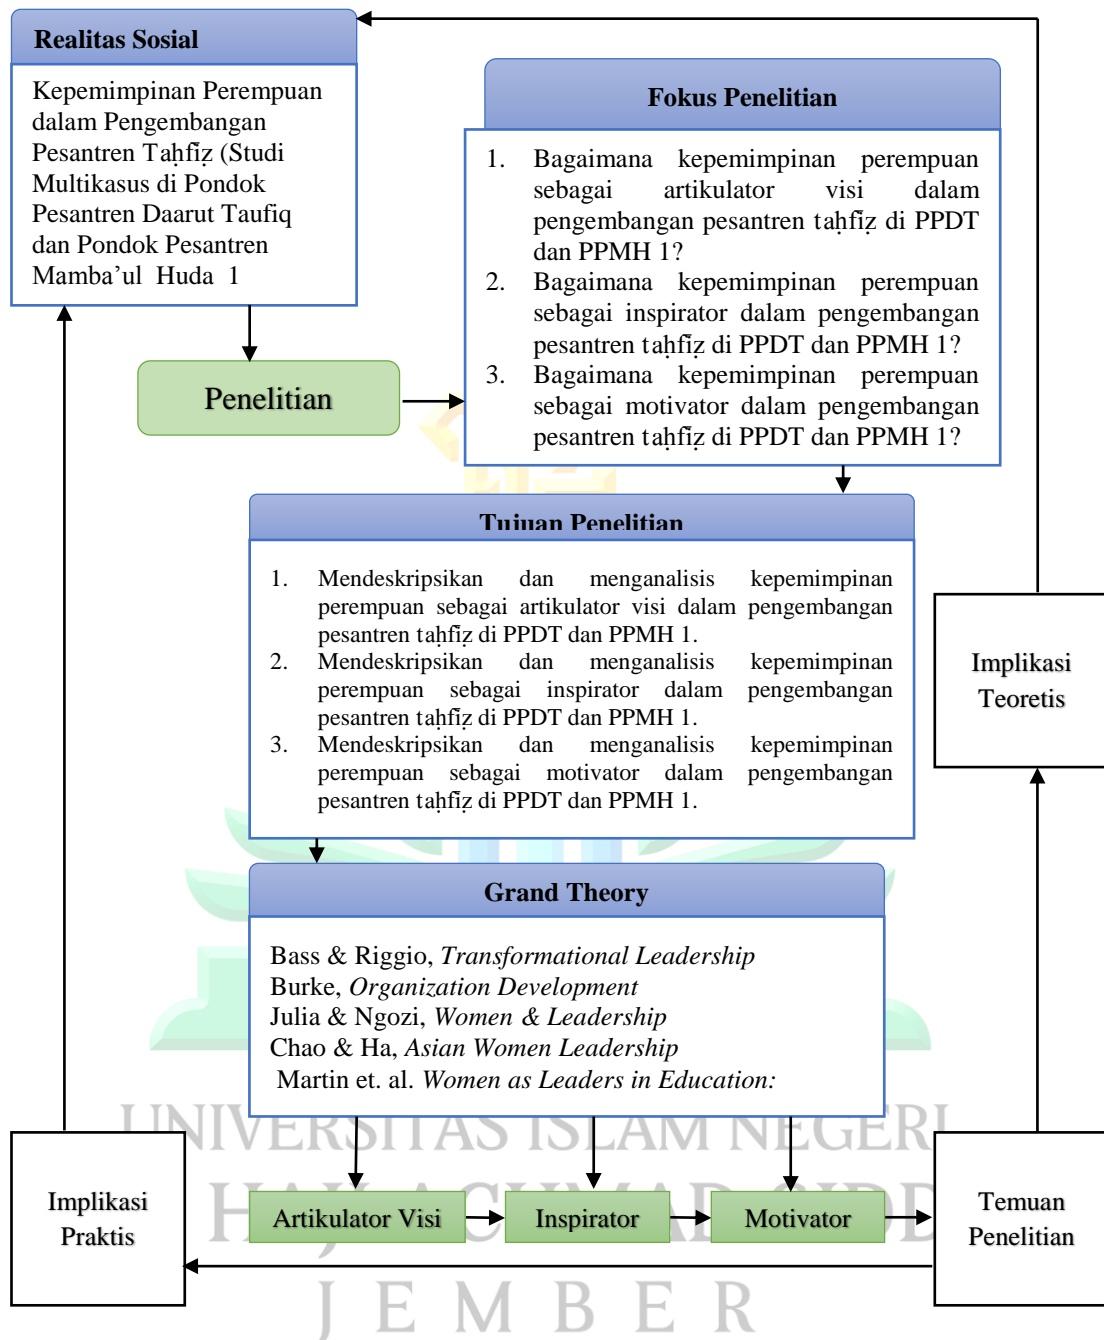 Realitas Sosial
Kepemimpinan Perempuan
dalam Pengembangan
Pesantren Taḥfīẓ (Studi
Multikasus di Pondok
Pesantren Daarut Taufiq
dan Pondok Pesantren
Mamba’ul Huda 1
Penelitian
Fokus Penelitian
1. Bagaimana kepemimpinan perempuan
sebagai artikulator visi dalam
pengembangan pesantren taḥfīẓ di PPDT
dan PPMH 1?
2. Bagaimana kepemimpinan perempuan
sebagai inspirator dalam pengembangan
pesantren taḥfīẓ di PPDT dan PPMH 1?
3. Bagaimana kepemimpinan perempuan
sebagai motivator dalam pengembangan
pesantren taḥfīẓ di PPDT dan PPMH 1?
Tujuan Penelitian
1. Mendeskripsikan dan menganalisis kepemimpinan
perempuan sebagai artikulator visi dalam pengembangan
pesantren taḥfīẓ di PPDT dan PPMH 1.
2. Mendeskripsikan dan menganalisis kepemimpinan
perempuan sebagai inspirator dalam pengembangan
pesantren taḥfīẓ di PPDT dan PPMH 1.
3. Mendeskripsikan dan menganalisis kepemimpinan
perempuan sebagai motivator dalam pengembangan
pesantren taḥfīẓ di PPDT dan PPMH 1.
Implikasi
Teoretis
Grand Theory
Bass & Riggio, Transformational Leadership
Burke, Organization Development
Julia & Ngozi, Women & Leadership
Chao & Ha, Asian Women Leadership
Martin et. al. Women as Leaders in Education:
UNIVERSITAS ISLAM NEGERI
Implikasi
Praktis
Artikulator Visi
Inspirator
Motivator
Temuan
Penelitian
JEMBER